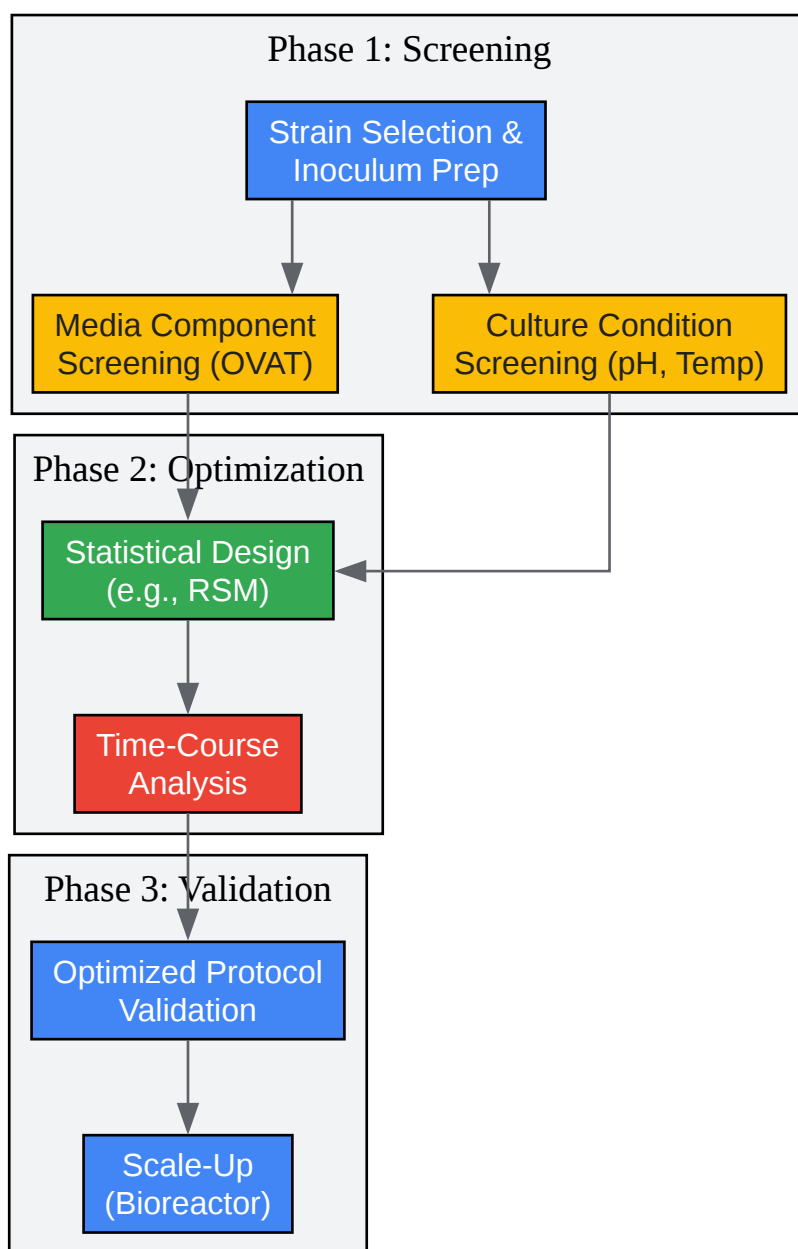 Phase 1: Screening
Strain Selection &
Inoculum Prep
Media Component
Screening (OVAT)
Culture Condition
Screening (pH, Temp)
Phase 2: Optimization
Statistical Design
(e.g., RSM)
Time-Course
Analysis
Phase 3: Validation
Optimized Protocol
Validation
Scale-Up
(Bioreactor)